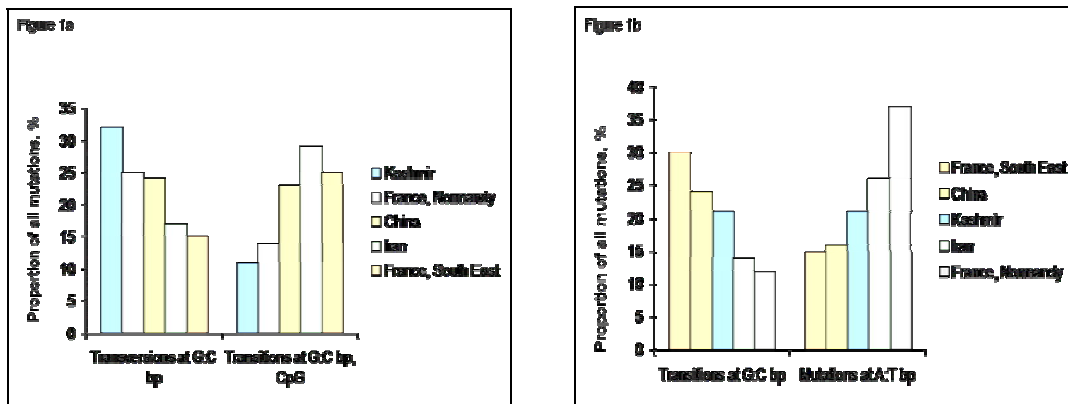 Figure 1a
Proportion of all mutations, %
35
30
25
20
15
10
5
0
Transversions at G:C
bp
Transitions at G:C bp,
CpG
Kashmir
France, Normandy
China
Iran
France, South East
Figure 1b
Proportion of all mutations, %
40
35
30
25
20
15
10
5
0
Transitions at G:C bp
Mutations at A:T bp
France, South East
China
Kashmir
Iran
France, Normandy